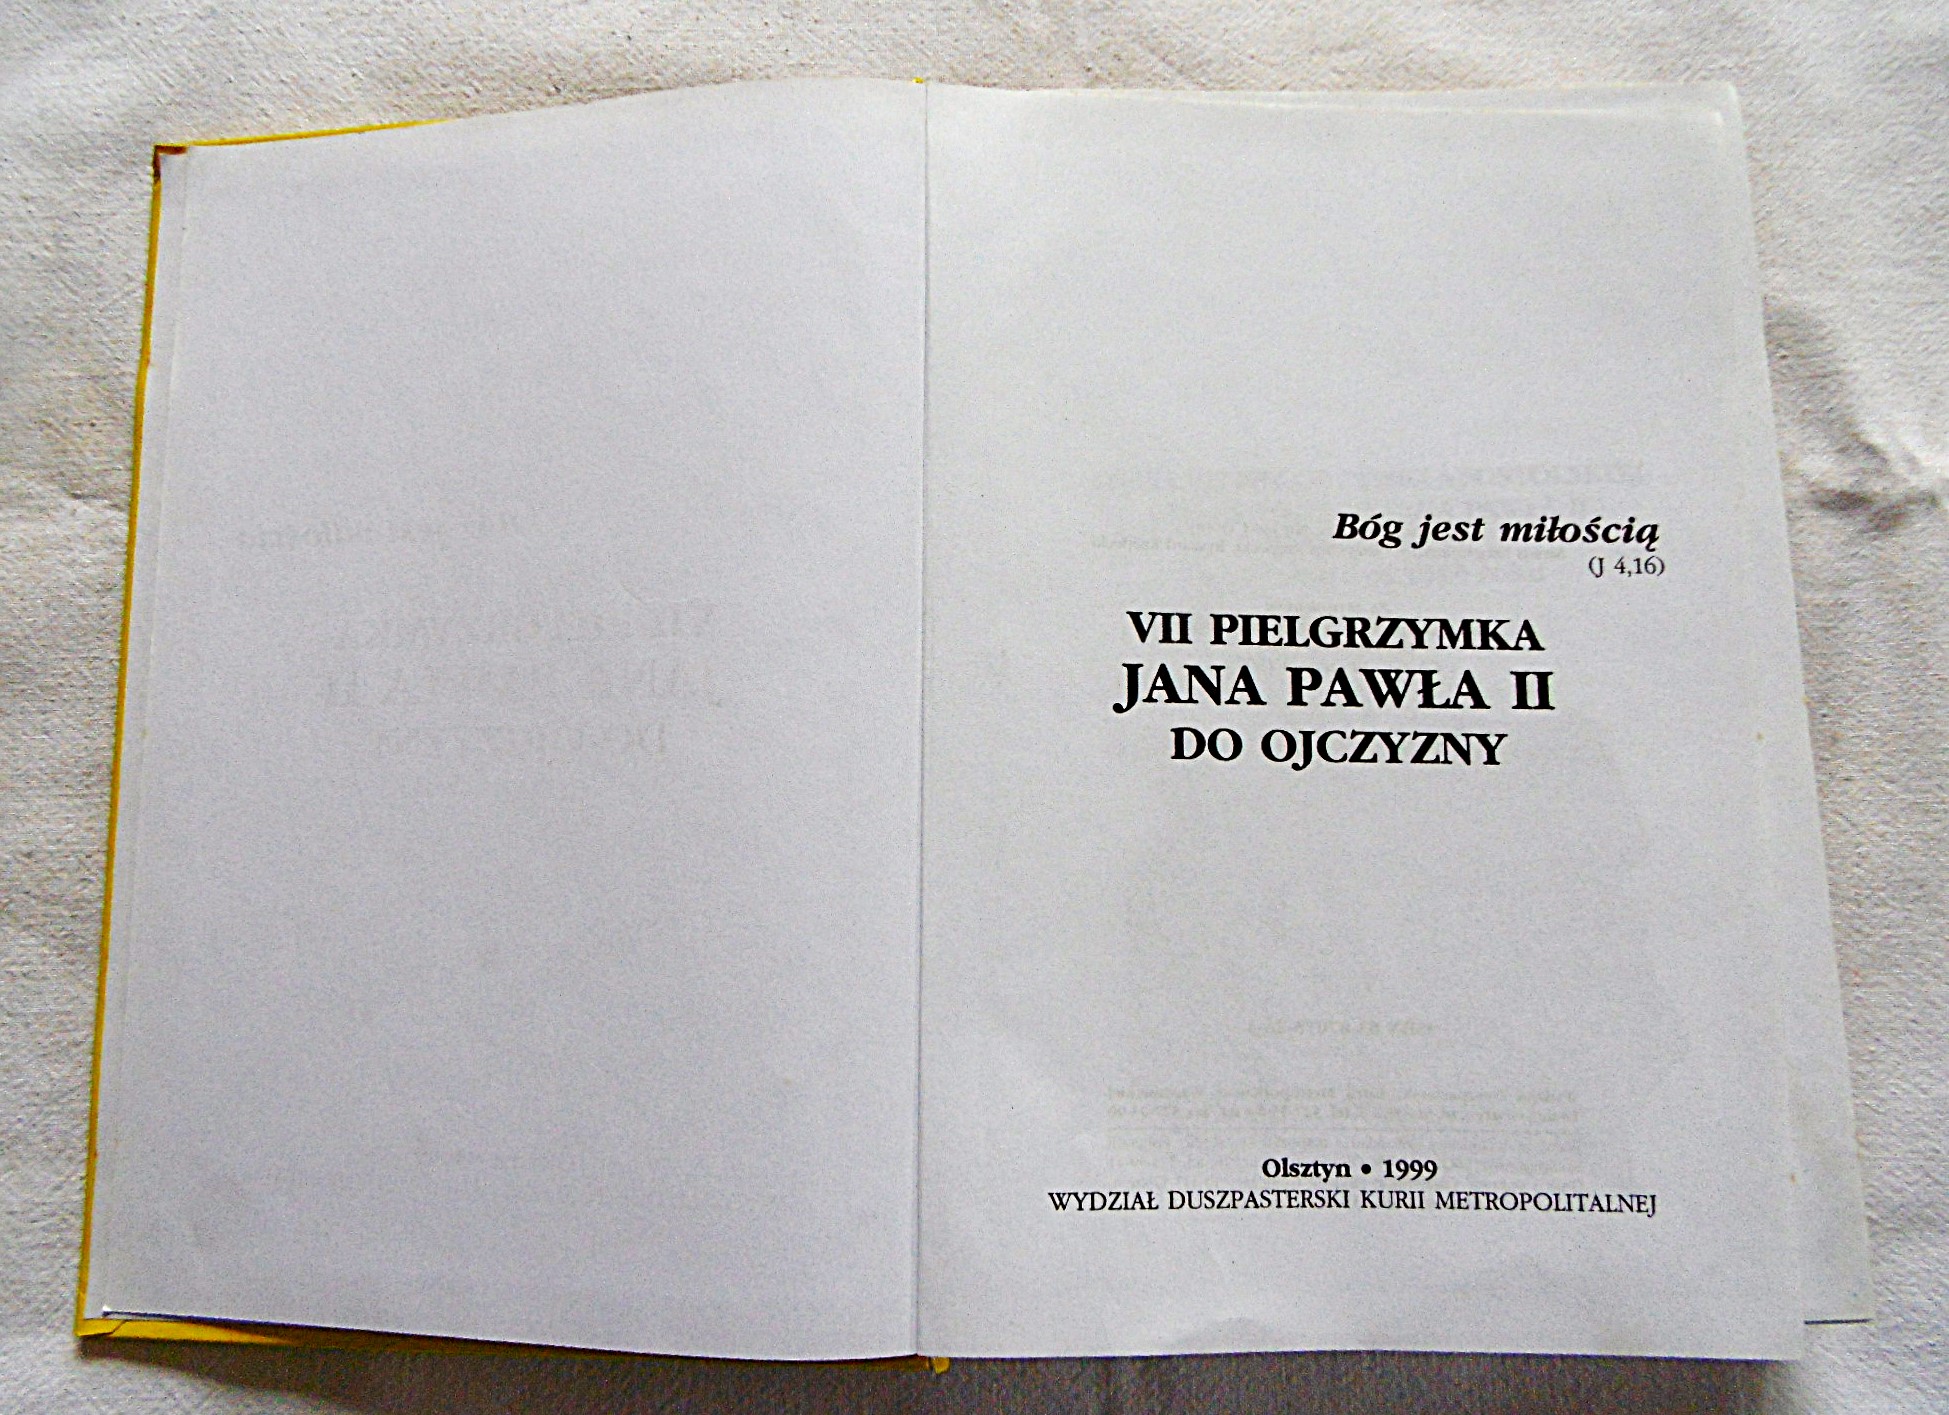 Bóg jest miłością
(J 4,16)
VII PIELGRZYMKA
JANA PAWŁA II
DO OJCZYZNY
Olsztyn • 1999
WYDZIAŁ DUSZPASTERSKI KURII METROPOLITALNEJ